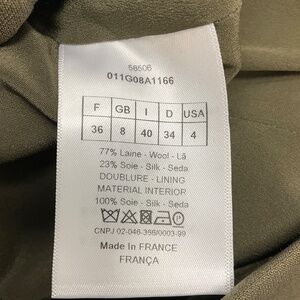 58506
011G08A1166
F GB I D USA
36 8 40 34 4
77% Laine - Wool - Lã
23% Soie - Silk - Seda
DOUBLURE - LINING
MATERIAL INTERIOR
100% Soie - Silk - Seda
CNPJ 02-046-356/0003-99
Made In FRANCE
FRANÇA